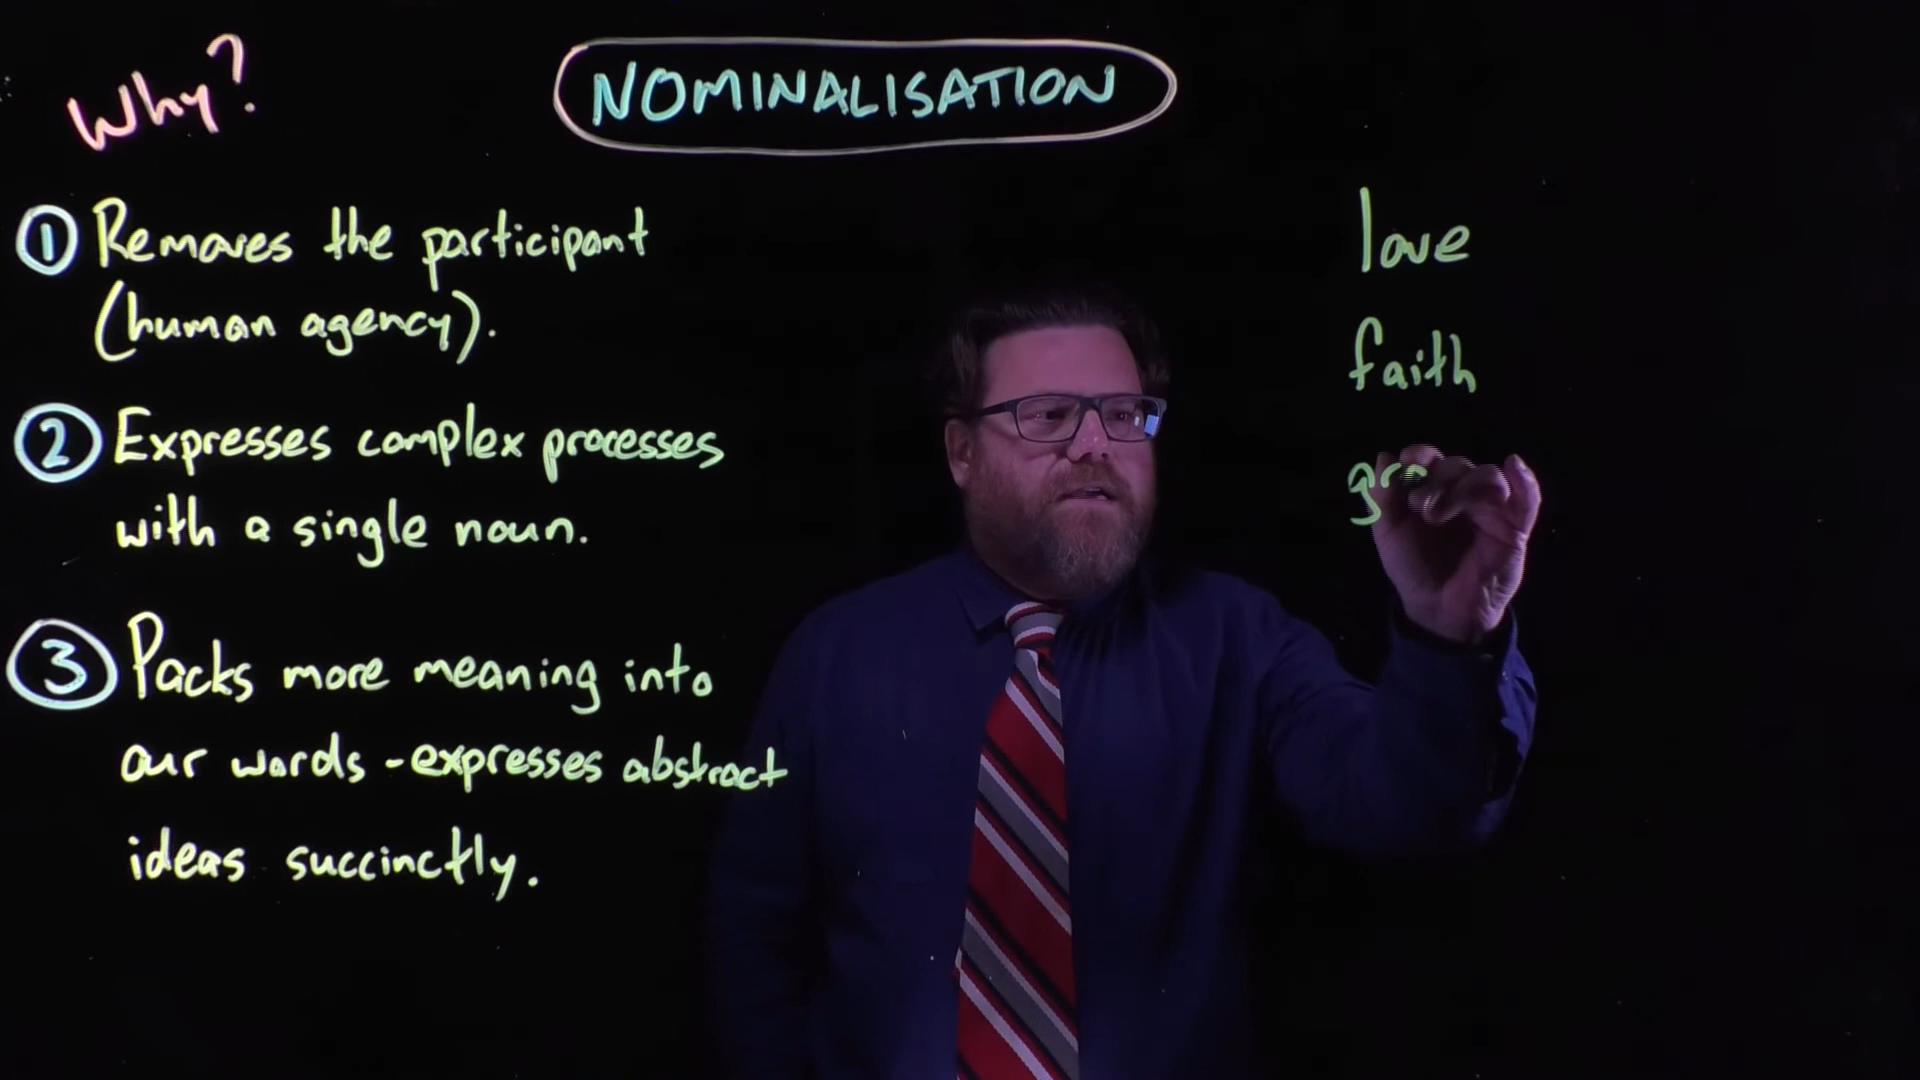 Why?
NOMINALISATION
1 Removes the participant
(human agency).
2 Expresses complex processes
with a single noun.
3 Packs more meaning into
our words - expresses abstract
ideas succinctly.
love
faith